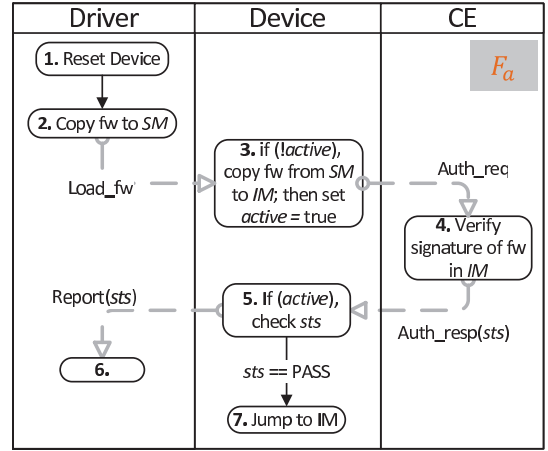 Driver
Device
CE
F_a
1. Reset Device
2. Copy fw to SM
Load_fw
3. if (!active),
copy fw from SM
to IM; then set
active = true
Auth_req
4. Verify
signature of fw
in IM
Auth_resp(sts)
5. If (active),
check sts
Report(sts)
6.
sts == PASS
7. Jump to IM